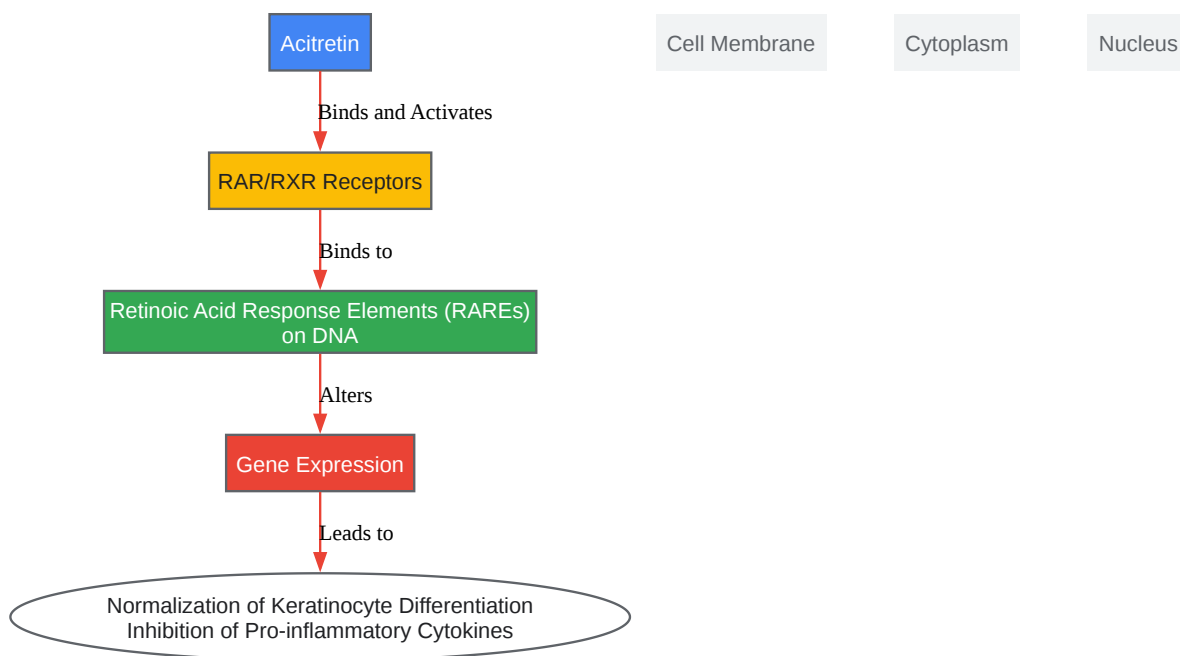 Acitretin
Cell Membrane
Cytoplasm
Nucleus
Binds and Activates
RAR/RXR Receptors
Binds to
Retinoic Acid Response Elements (RAREs)
on DNA
Alters
Gene Expression
Leads to
Normalization of Keratinocyte Differentiation
Inhibition of Pro-inflammatory Cytokines